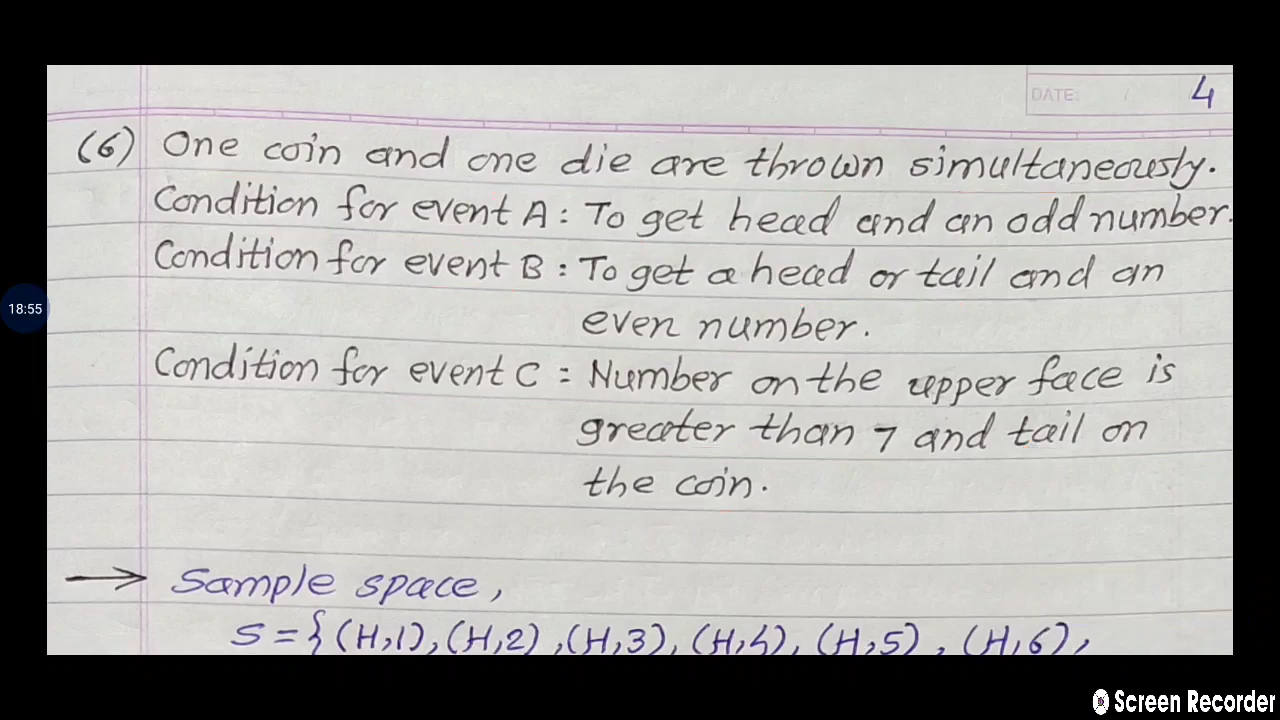 DATE: / 4
(6) One coin and one die are thrown simultaneously.
Condition for event A : To get head and an odd number.
Condition for event B : To get a head or tail and an
even number.
Condition for event C : Number on the upper face is
greater than 7 and tail on
the coin.
18:55
→ Sample space,
S = { (H,1), (H,2), (H,3), (H,4), (H,5), (H,6),
Screen Recorder